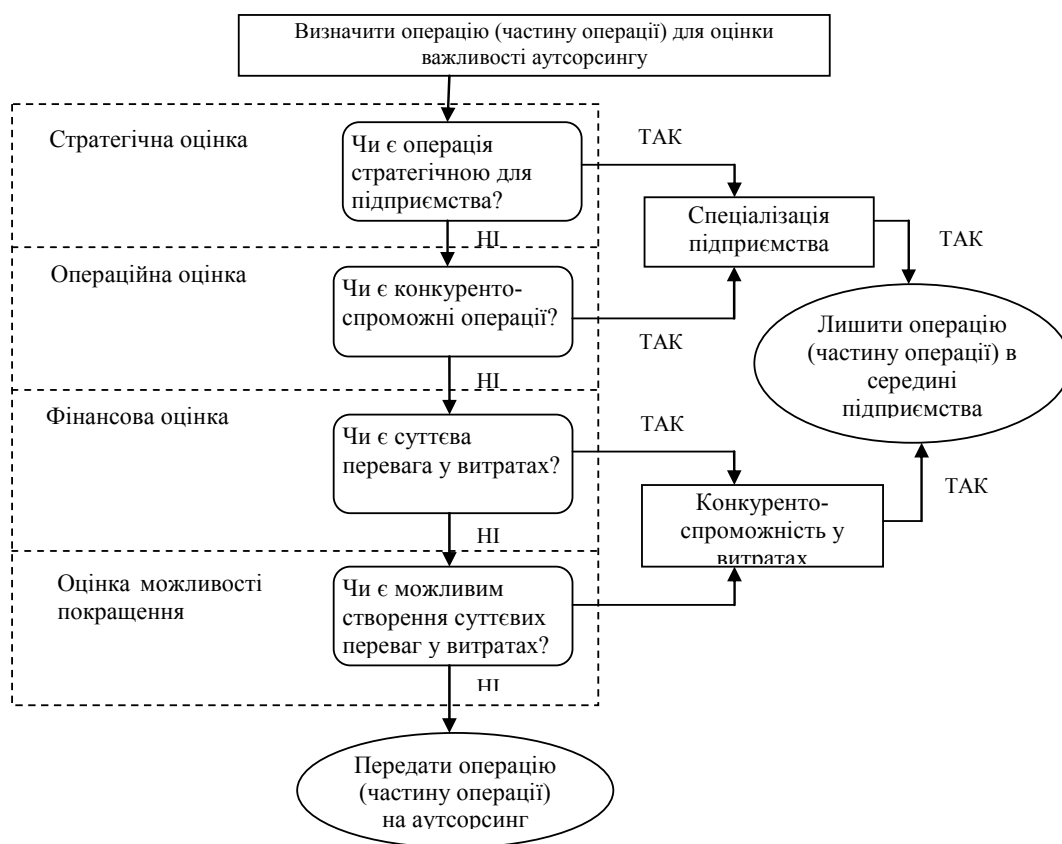 Визначити операцію (частину операції) для оцінки
важливості аутсорсингу
Стратегічна оцінка
Чи є операція
стратегічною для
підприємства?
ТАК
НІ
Спеціалізація
підприємства
ТАК
Операційна оцінка
Чи є конкуренто-
спроможні операції?
ТАК
НІ
Лишити операцію
(частину операції) в
середині
підприємства
Фінансова оцінка
Чи є суттєва
перевага у витратах?
ТАК
НІ
Конкуренто-
спроможність у
витратах
ТАК
Оцінка можливості
покращення
Чи є можливим
створення суттєвих
переваг у витратах?
НІ
Передати операцію
(частину операції)
на аутсорсинг